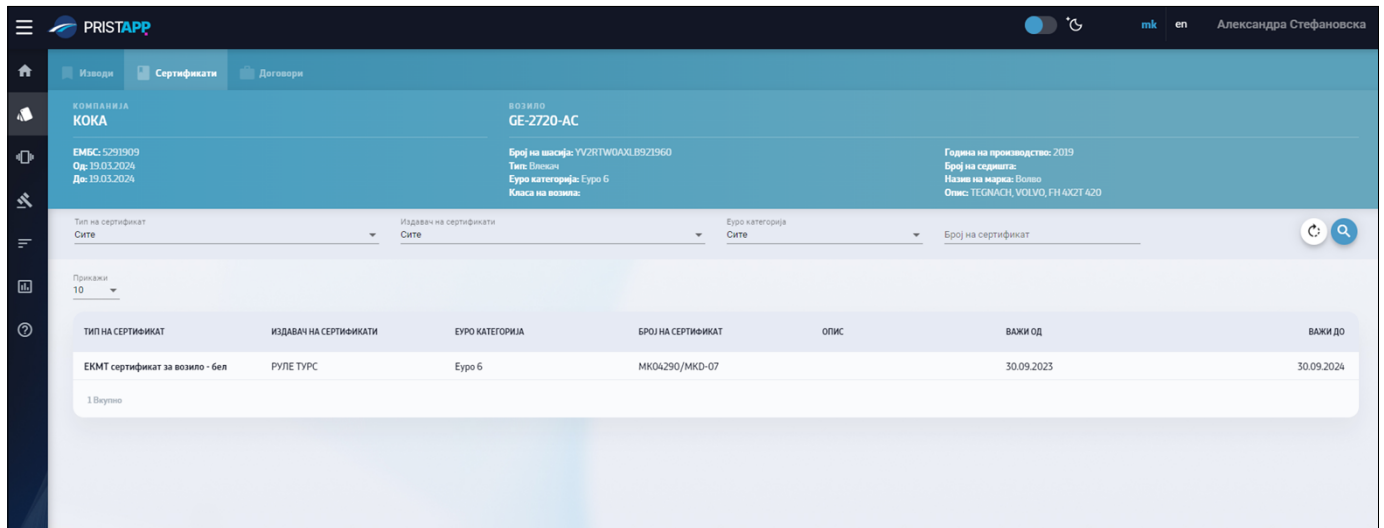 PRISTAPP
mk en Александра Стефановска
Изводи Сертификати Договори
КОМПАНИЈА
КОКА
ЕМБС: 5291909
Од: 19.03.2024
До: 19.03.2024
ВОЗИЛО
GE-2720-AC
Број на шасија: YV2RTW0AXLB921960
Тип: Влекач
Еуро категорија: Еуро 6
Класа на возила:
Година на производство: 2019
Број на седишта:
Назив на марка: Волво
Опис: TEGNACH, VOLVO, FH 4X2T 420
Тип на сертификат Издавач на сертификати Еуро категорија
Сите Сите Сите Број на сертификат
Прикажи
10
ТИП НА СЕРТИФИКАТ ИЗДАВАЧ НА СЕРТИФИКАТИ ЕУРО КАТЕГОРИЈА БРОЈ НА СЕРТИФИКАТ ОПИС ВАЖИ ОД ВАЖИ ДО
ЕКМТ сертификат за возило - бел РУЛЕ ТУРС Еуро 6 MK04290/MKD-07 30.09.2023 30.09.2024
1 Вкупно